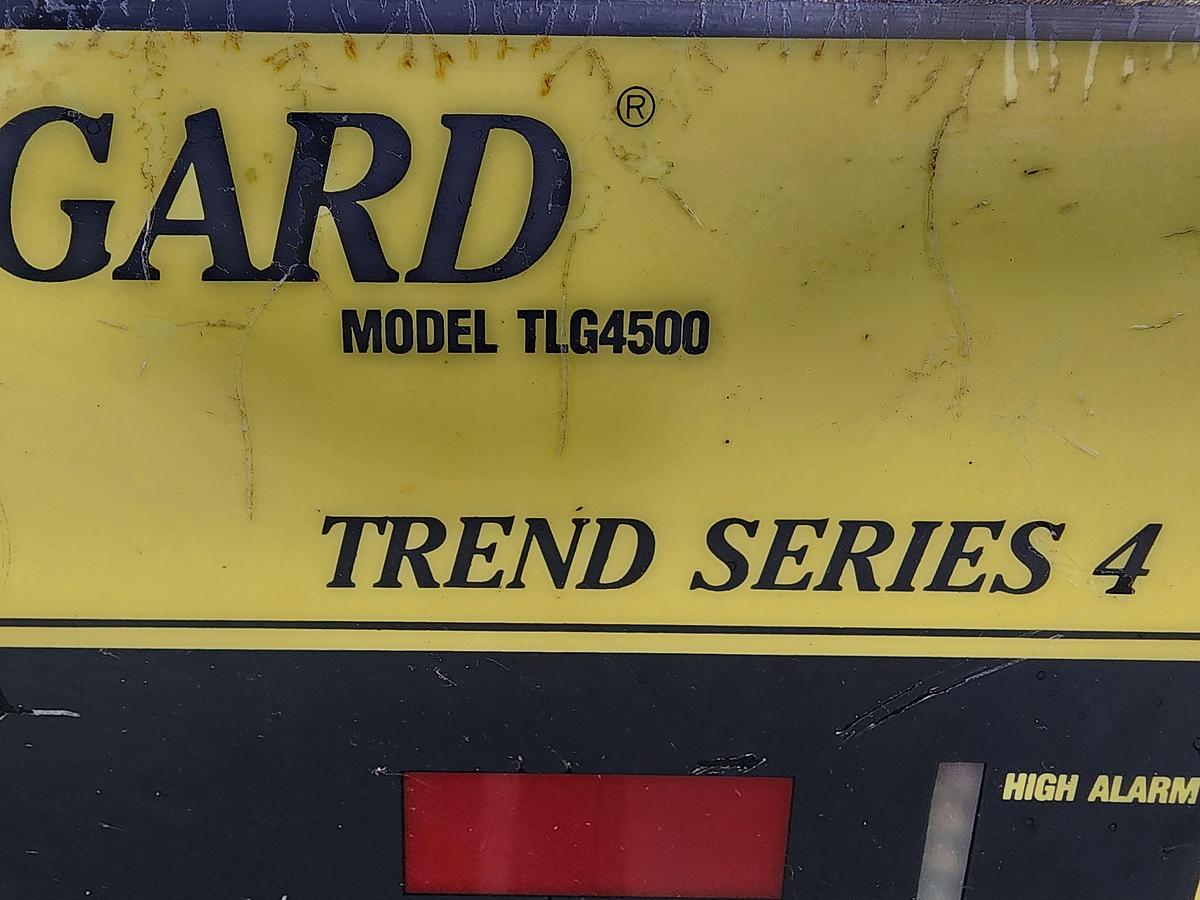 GARD®
MODEL TLG4500
TREND SERIES 4
HIGH ALARM